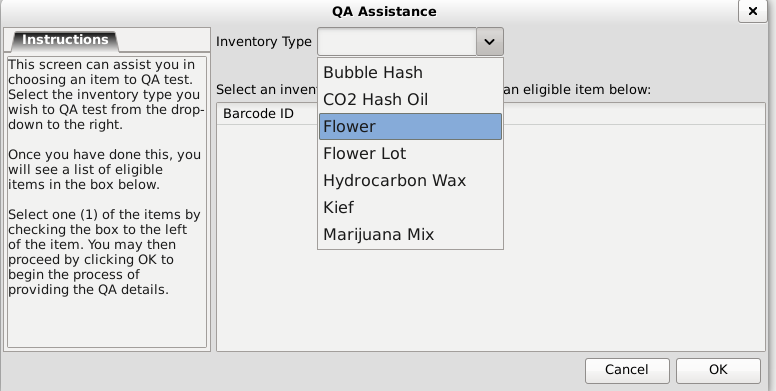 QA Assistance
Instructions
This screen can assist you in
choosing an item to QA test.
Select the inventory type you
wish to QA test from the drop-
down to the right.
Once you have done this, you
will see a list of eligible
items in the box below.
Select one (1) of the items by
checking the box to the left
of the item. You may then
proceed by clicking OK to
begin the process of
providing the QA details.
Inventory Type
Select an inven
an eligible item below:
Barcode ID
Bubble Hash
CO2 Hash Oil
Flower
Flower Lot
Hydrocarbon Wax
Kief
Marijuana Mix
Cancel
OK